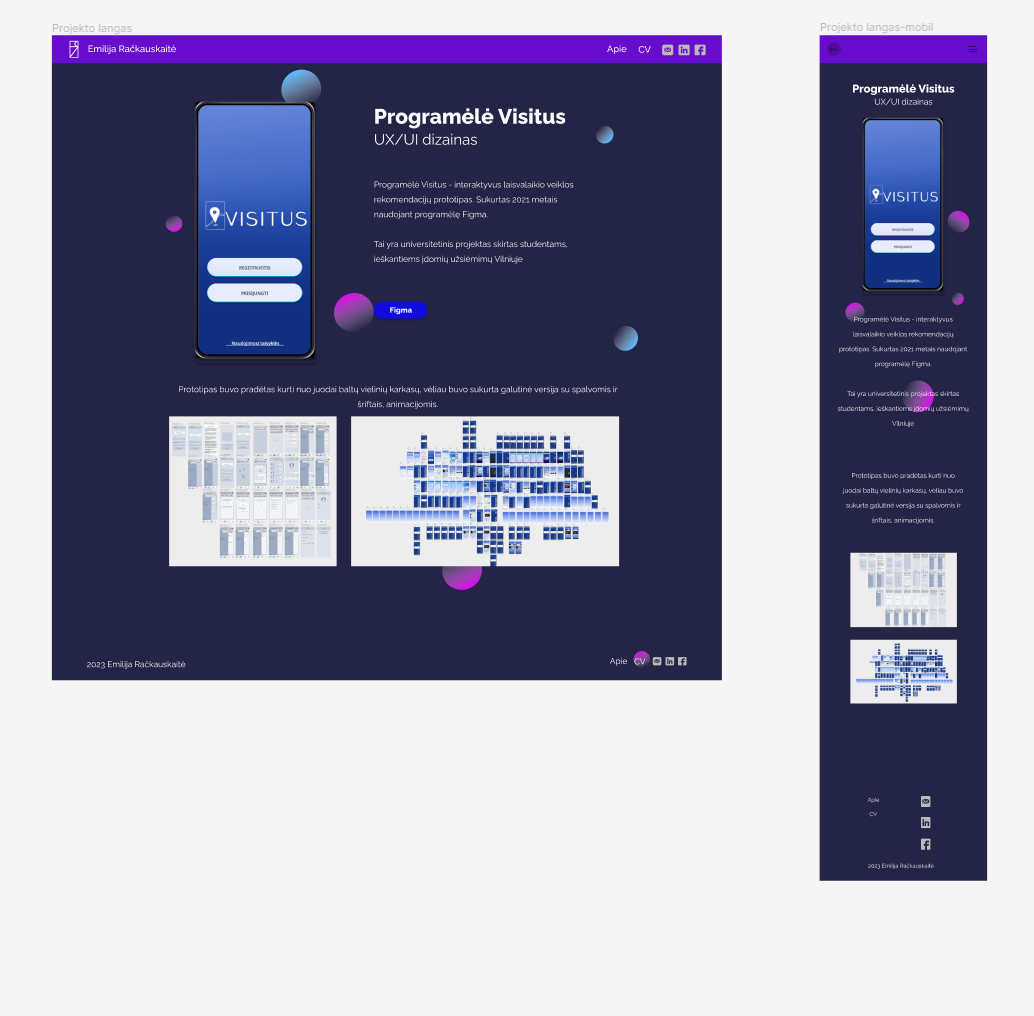 Projekto langas
Emilija Račkauskaitė
Apie
CV
Programėlė Visitus
UX/UI dizainas
Programėlė Visitus - interaktyvus laisvalaikio veiklos
rekomendacijų prototipas. Sukurtas 2021 metais
naudojant programėlę Figma.
Tai yra universitetinis projektas skirtas studentams,
ieškantiems įdomių užsiėmimų Vilniuje
Figma
VISITUS
REGISTRUOTIS
PRISIJUNGTI
Naudojimosi taisyklės
Prototipas buvo pradėtas kurti nuo juodai baltų vielinių karkasų, vėliau buvo sukurta galutinė versija su spalvomis ir
šriftais, animacijomis.
2023 Emilija Račkauskaitė
Apie
CV
Projekto langas-mobil
Programėlė Visitus
UX/UI dizainas
VISITUS
REGISTRUOTIS
PRISIJUNGTI
Naudojimosi taisyklės
Programėlė Visitus - interaktyvus
laisvalaikio veiklos rekomendacijų
prototipas. Sukurtas 2021 metais naudojant
programėlę Figma.
Tai yra universitetinis projektas skirtas
studentams, ieškantiems įdomių užsiėmimų
Vilniuje
Prototipas buvo pradėtas kurti nuo
juodai baltų vielinių karkasų, vėliau buvo
sukurta galutinė versija su spalvomis ir
šriftais, animacijomis.
Apie
CV
2023 Emilija Račkauskaitė